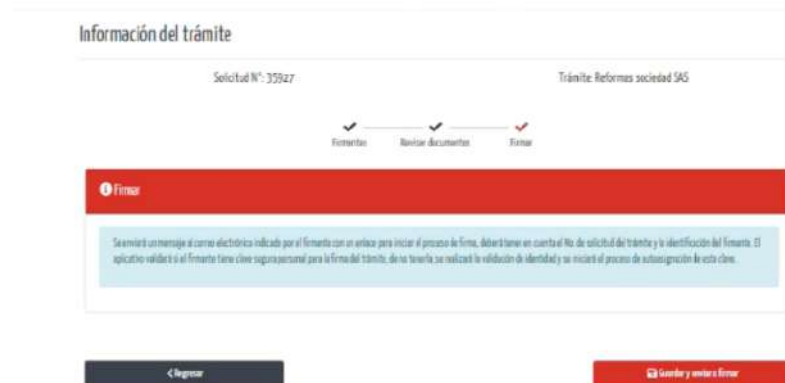 Información del trámite
Solicitud N°: 35927
Trámite: Reformas sociedad SAS
Firmantes
Revisar documentos
Firmar
Firmar
Se enviará un mensaje al correo electrónico indicado por el firmante con un enlace para iniciar el proceso de firma, deberá tener en cuenta el No. de solicitud del trámite y la identificación del firmante. El
aplicativo validará si el firmante tiene clave segura personal para la firma del trámite, de no tenerla, se realizará la validación de identidad y se iniciará el proceso de autoasignación de esta clave.
Regresar
Guardar y enviar a firmar